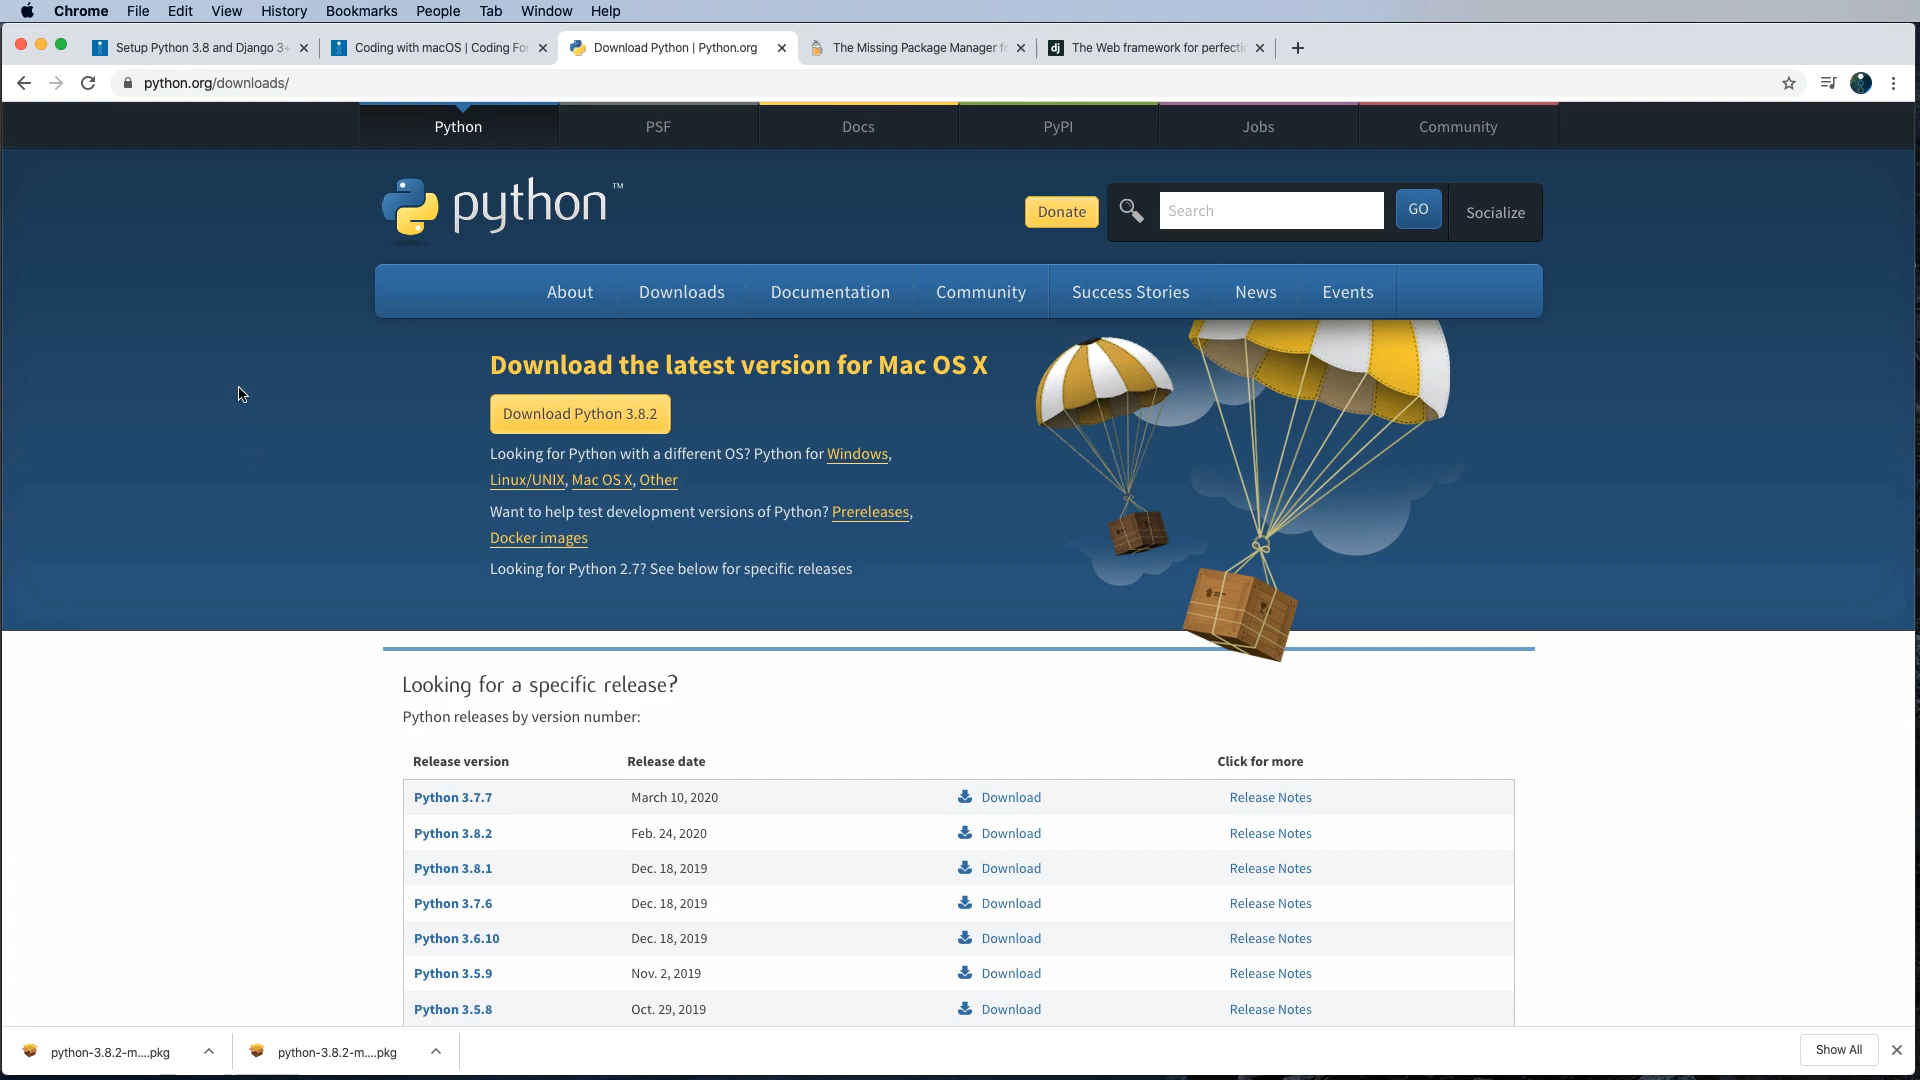 Chrome File Edit View History Bookmarks People Tab Window Help
Setup Python 3.8 and Django 3+ Coding with macOS | Coding For Download Python | Python.org The Missing Package Manager f dj The Web framework for perfecti
python.org/downloads/
Python PSF Docs PyPI Jobs Community
python™
Donate Search GO Socialize
About Downloads Documentation Community Success Stories News Events
Download the latest version for Mac OS X
Download Python 3.8.2
Looking for Python with a different OS? Python for Windows,
Linux/UNIX, Mac OS X, Other
Want to help test development versions of Python? Prereleases,
Docker images
Looking for Python 2.7? See below for specific releases
Looking for a specific release?
Python releases by version number:
Release version Release date Click for more
Python 3.7.7 March 10, 2020 Download Release Notes
Python 3.8.2 Feb. 24, 2020 Download Release Notes
Python 3.8.1 Dec. 18, 2019 Download Release Notes
Python 3.7.6 Dec. 18, 2019 Download Release Notes
Python 3.6.10 Dec. 18, 2019 Download Release Notes
Python 3.5.9 Nov. 2, 2019 Download Release Notes
Python 3.5.8 Oct. 29, 2019 Download Release Notes
python-3.8.2-m....pkg python-3.8.2-m....pkg Show All